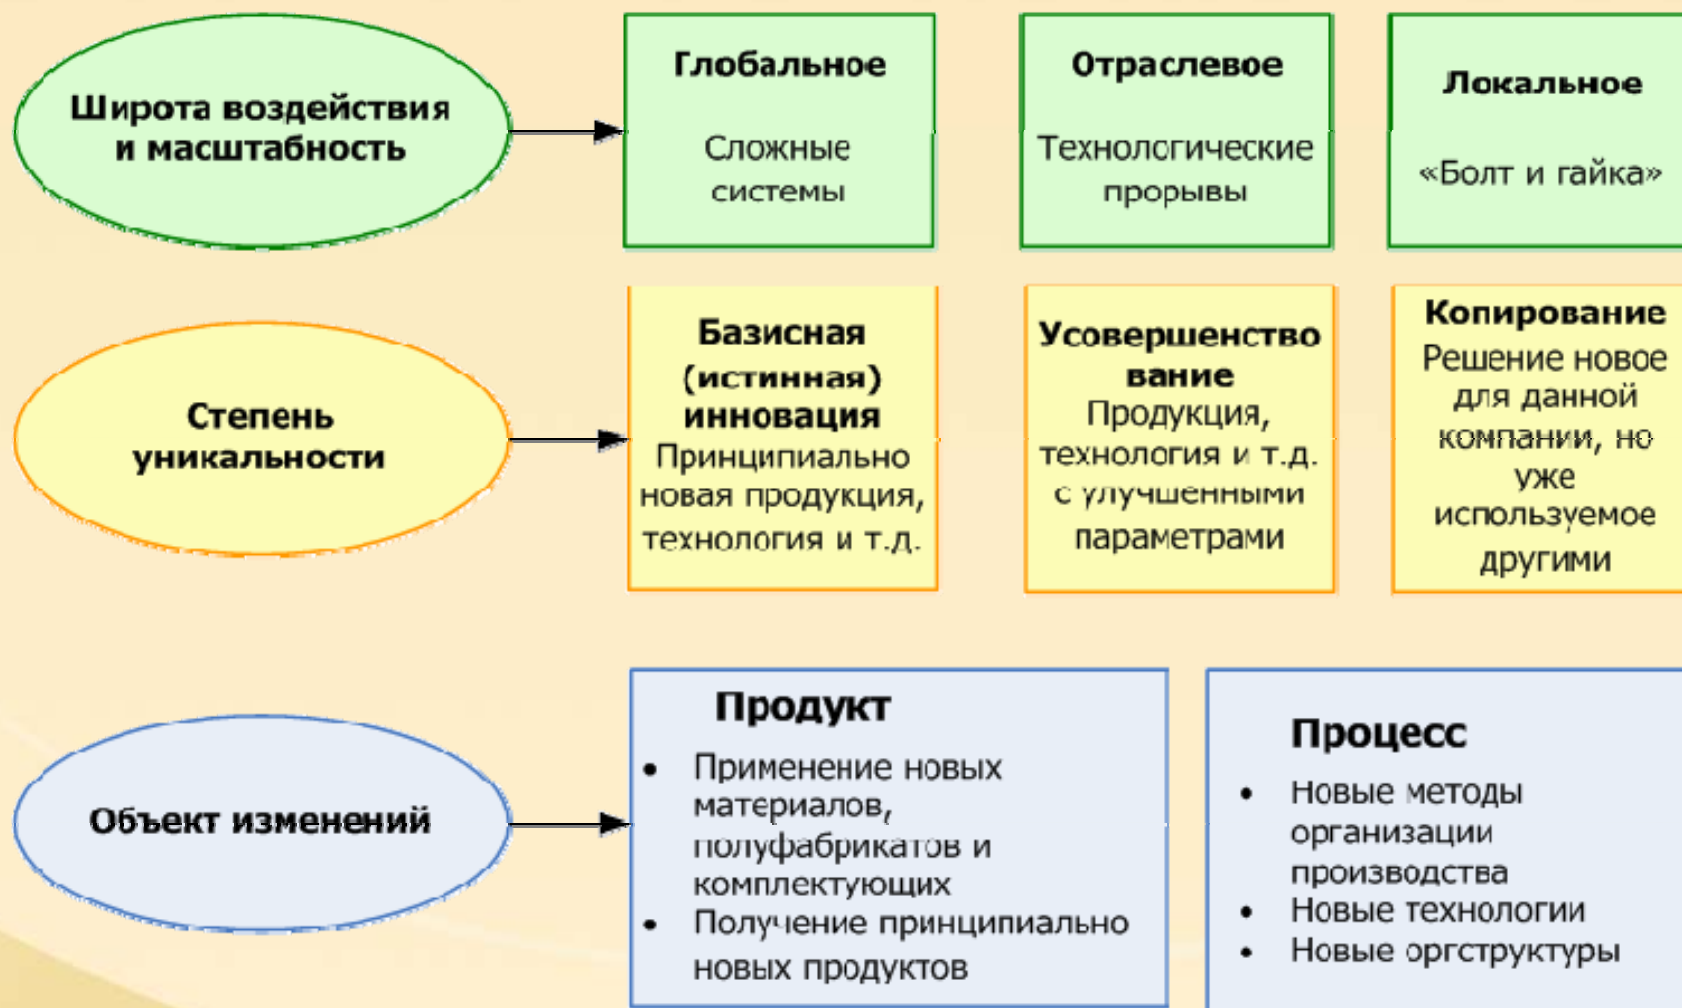 Широта воздействия
и масштабность
Глобальное
Сложные
системы
Отраслевое
Технологические
прорывы
Локальное
«Болт и гайка»
Степень
уникальности
Базисная
(истинная)
инновация
Принципиально
новая продукция,
технология и т.д.
Усовершенство
вание
Продукция,
технология и т.д.
с улучшенными
параметрами
Копирование
Решение новое
для данной
компании, но
уже
используемое
другими
Объект изменений
Продукт
• Применение новых
материалов,
полуфабрикатов и
комплектующих
• Получение принципиально
новых продуктов
Процесс
• Новые методы
организации
производства
• Новые технологии
• Новые оргструктуры